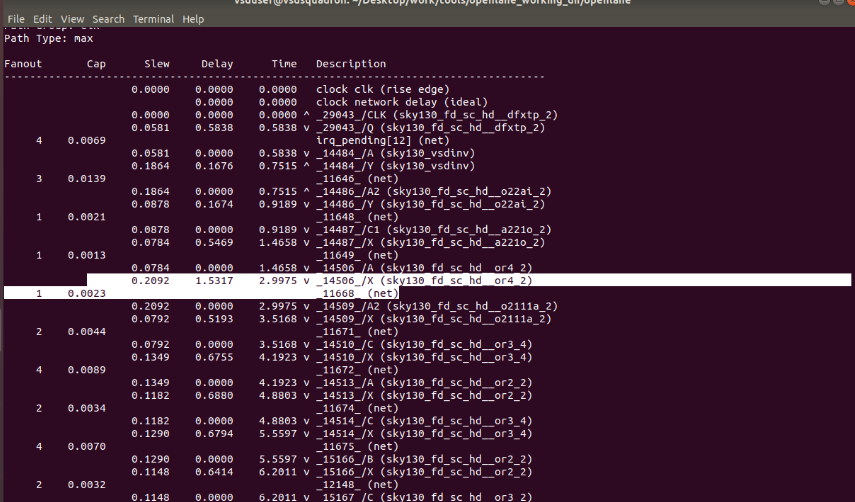 vsduser@vsdsquadron: ~/Desktop/work/tools/openlane_working_dir/openlane
File Edit View Search Terminal Help
Path Type: max
Fanout Cap Slew Delay Time Description
-----------------------------------------------------------------------------
0.0000 0.0000 0.0000 clock clk (rise edge)
0.0000 0.0000 clock network delay (ideal)
0.0000 0.0000 0.0000 ^ _29043_/CLK (sky130_fd_sc_hd__dfxtp_2)
0.0581 0.5838 0.5838 v _29043_/Q (sky130_fd_sc_hd__dfxtp_2)
4 0.0069 irq_pending[12] (net)
0.0581 0.0000 0.5838 v _14484_/A (sky130_vsdinv)
0.1864 0.1676 0.7515 ^ _14484_/Y (sky130_vsdinv)
3 0.0139 _11646_ (net)
0.1864 0.0000 0.7515 ^ _14486_/A2 (sky130_fd_sc_hd__o22ai_2)
0.0878 0.1674 0.9189 v _14486_/Y (sky130_fd_sc_hd__o22ai_2)
1 0.0021 _11648_ (net)
0.0878 0.0000 0.9189 v _14487_/C1 (sky130_fd_sc_hd__a221o_2)
0.0784 0.5469 1.4658 v _14487_/X (sky130_fd_sc_hd__a221o_2)
1 0.0013 _11649_ (net)
0.0784 0.0000 1.4658 v _14506_/A (sky130_fd_sc_hd__or4_2)
0.2092 1.5317 2.9975 v _14506_/X (sky130_fd_sc_hd__or4_2)
1 0.0023 _11668_ (net)
0.2092 0.0000 2.9975 v _14509_/A2 (sky130_fd_sc_hd__o2111a_2)
0.0792 0.5193 3.5168 v _14509_/X (sky130_fd_sc_hd__o2111a_2)
2 0.0044 _11671_ (net)
0.0792 0.0000 3.5168 v _14510_/C (sky130_fd_sc_hd__or3_4)
0.1349 0.6755 4.1923 v _14510_/X (sky130_fd_sc_hd__or3_4)
4 0.0089 _11672_ (net)
0.1349 0.0000 4.1923 v _14513_/A (sky130_fd_sc_hd__or2_2)
0.1182 0.6880 4.8803 v _14513_/X (sky130_fd_sc_hd__or2_2)
2 0.0034 _11674_ (net)
0.1182 0.0000 4.8803 v _14514_/C (sky130_fd_sc_hd__or3_4)
0.1290 0.6794 5.5597 v _14514_/X (sky130_fd_sc_hd__or3_4)
4 0.0070 _11675_ (net)
0.1290 0.0000 5.5597 v _15166_/B (sky130_fd_sc_hd__or2_2)
0.1148 0.6414 6.2011 v _15166_/X (sky130_fd_sc_hd__or2_2)
2 0.0032 _12148_ (net)
0.1148 0.0000 6.2011 v _15167_/C (sky130_fd_sc_hd__or3_2)